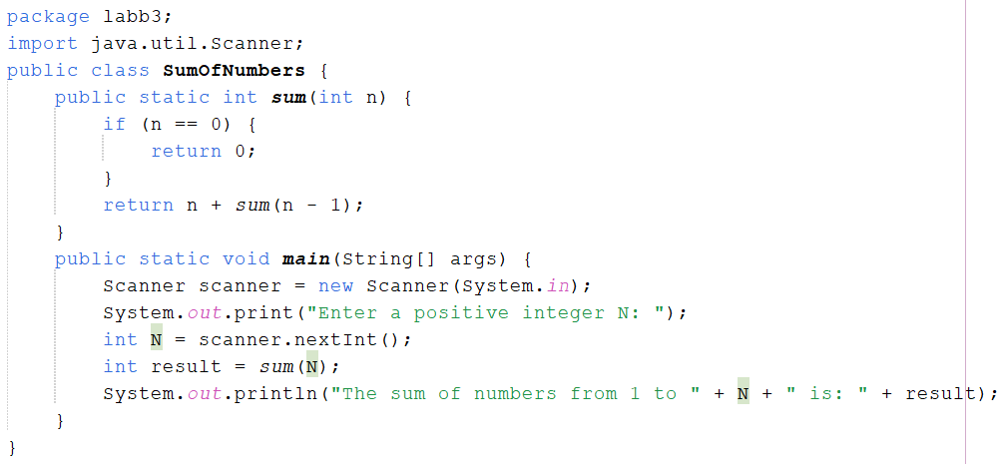 package labb3;
import java.util.Scanner;
public class SumOfNumbers {
    public static int sum(int n) {
        if (n == 0) {
            return 0;
        }
        return n + sum(n - 1);
    }
    public static void main(String[] args) {
        Scanner scanner = new Scanner(System.in);
        System.out.print("Enter a positive integer N: ");
        int N = scanner.nextInt();
        int result = sum(N);
        System.out.println("The sum of numbers from 1 to " + N + " is: " + result);
    }
}